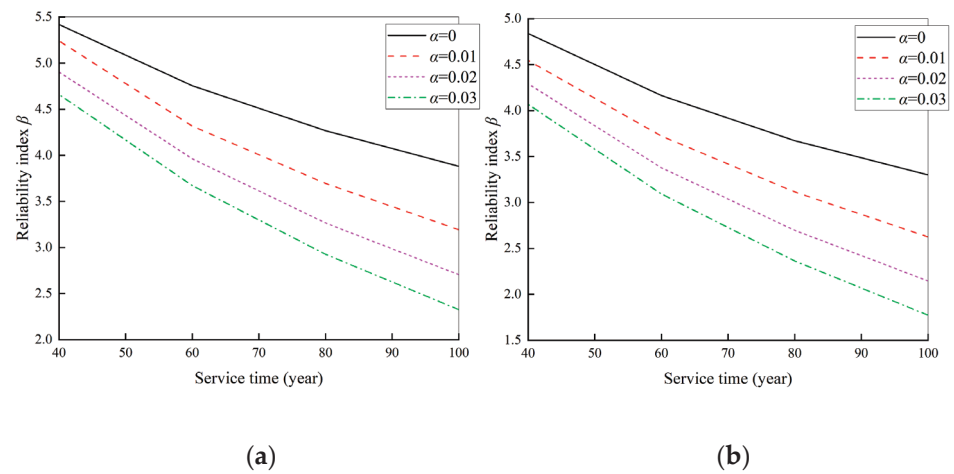 5.5
5.0
4.5
4.0
3.5
3.0
2.5
2.0
Reliability index β
40 50 60 70 80 90 100
Service time (year)
α=0
α=0.01
α=0.02
α=0.03
(a)
5.0
4.5
4.0
3.5
3.0
2.5
2.0
1.5
Reliability index β
40 50 60 70 80 90 100
Service time (year)
α=0
α=0.01
α=0.02
α=0.03
(b)